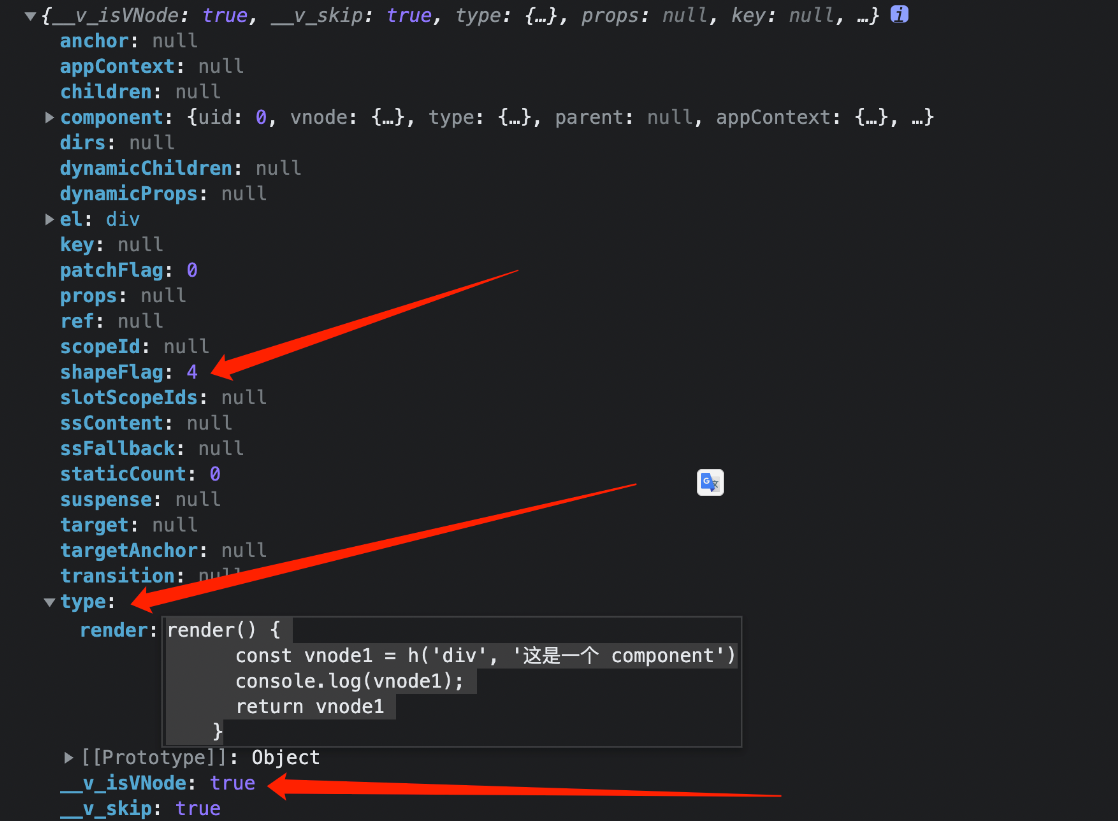 ▼{__v_isVNode: true, __v_skip: true, type: {…}, props: null, key: null, …} i
anchor: null
appContext: null
children: null
▶component: {uid: 0, vnode: {…}, type: {…}, parent: null, appContext: {…}, …}
dirs: null
dynamicChildren: null
dynamicProps: null
▶el: div
key: null
patchFlag: 0
props: null
ref: null
scopeId: null
shapeFlag: 4
slotScopeIds: null
ssContent: null
ssFallback: null
staticCount: 0
suspense: null
target: null
targetAnchor: null
transition: null
▼type:
render: render() {
const vnode1 = h('div', '这是一个 component')
console.log(vnode1);
return vnode1
}
▶[[Prototype]]: Object
__v_isVNode: true
__v_skip: true